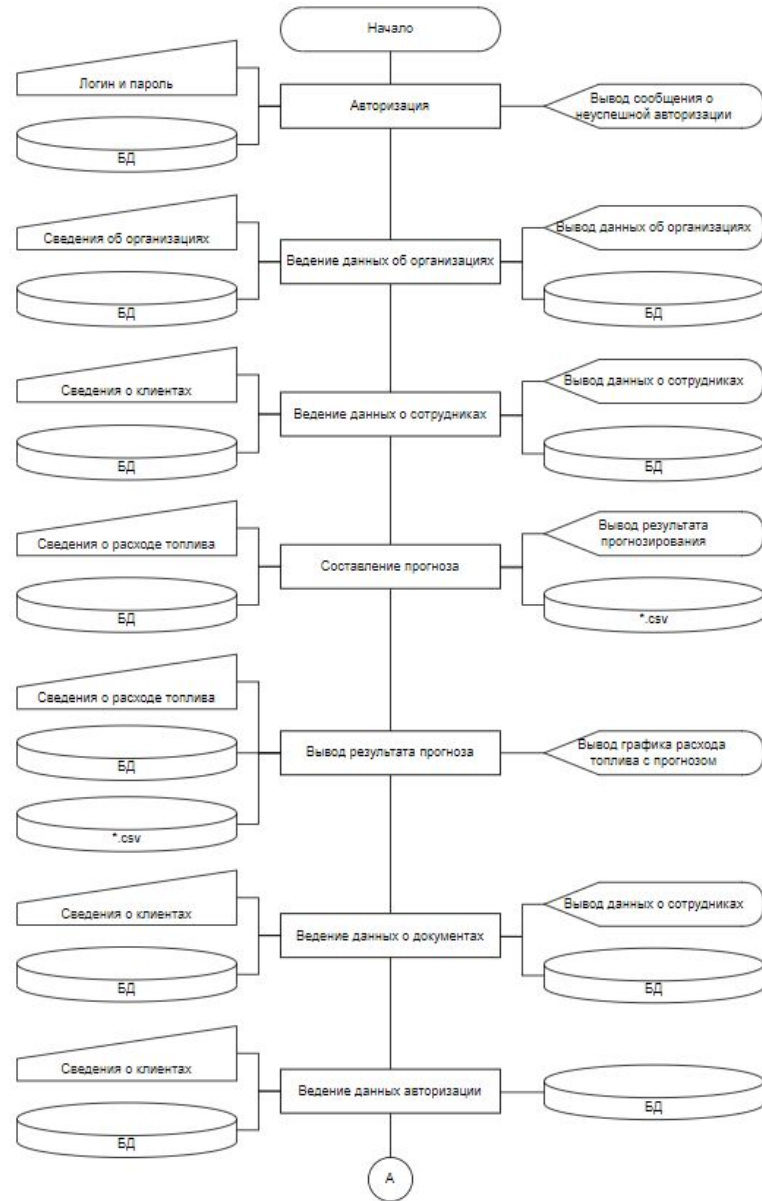 Начало
Логин и пароль
Авторизация
Вывод сообщения о
неуспешной авторизации
БД
Сведения об организациях
Ведение данных об организациях
Вывод данных об организациях
БД
БД
Сведения о клиентах
Ведение данных о сотрудниках
Вывод данных о сотрудниках
БД
БД
Сведения о расходе топлива
Составление прогноза
Вывод результата
прогнозирования
БД
*.csv
Сведения о расходе топлива
БД
Вывод результата прогноза
Вывод графика расхода
топлива с прогнозом
*.csv
Сведения о клиентах
Ведение данных о документах
Вывод данных о сотрудниках
БД
БД
Сведения о клиентах
Ведение данных авторизации
БД
БД
А